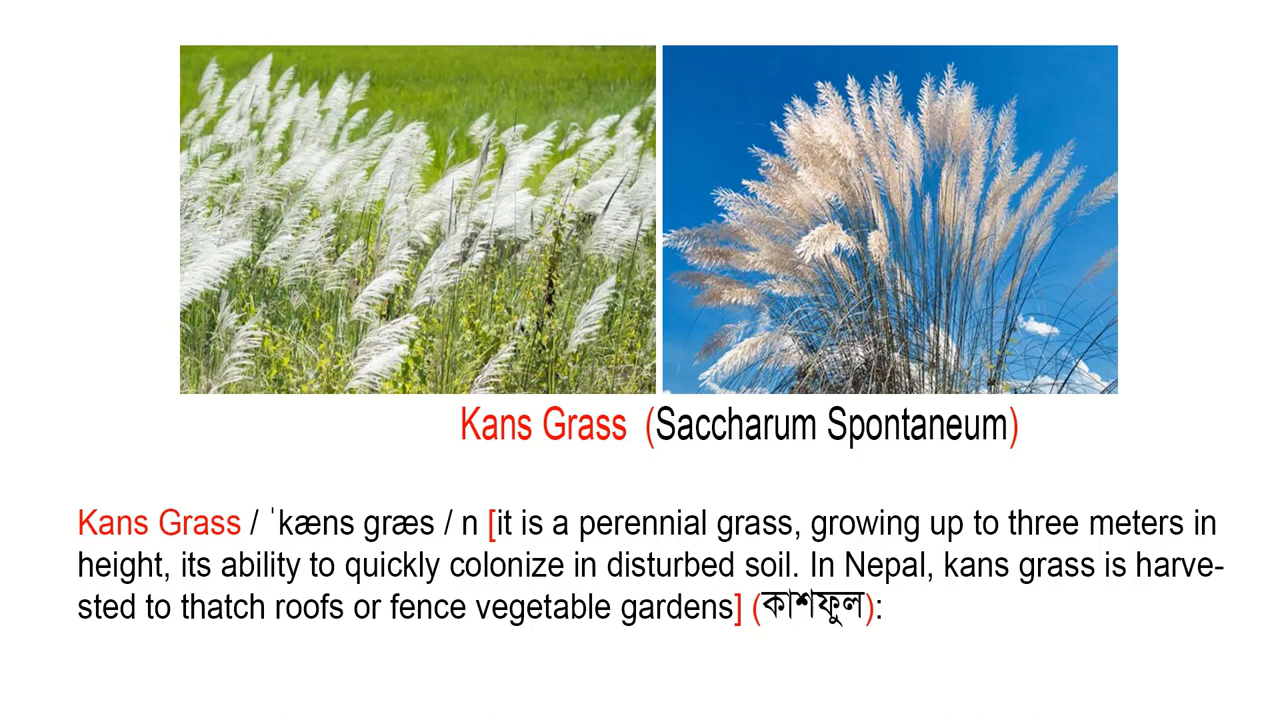 Kans Grass (Saccharum Spontaneum)
Kans Grass / ˈkæns græs / n [it is a perennial grass, growing up to three meters in
height, its ability to quickly colonize in disturbed soil. In Nepal, kans grass is harve-
sted to thatch roofs or fence vegetable gardens] (কাশফুল):